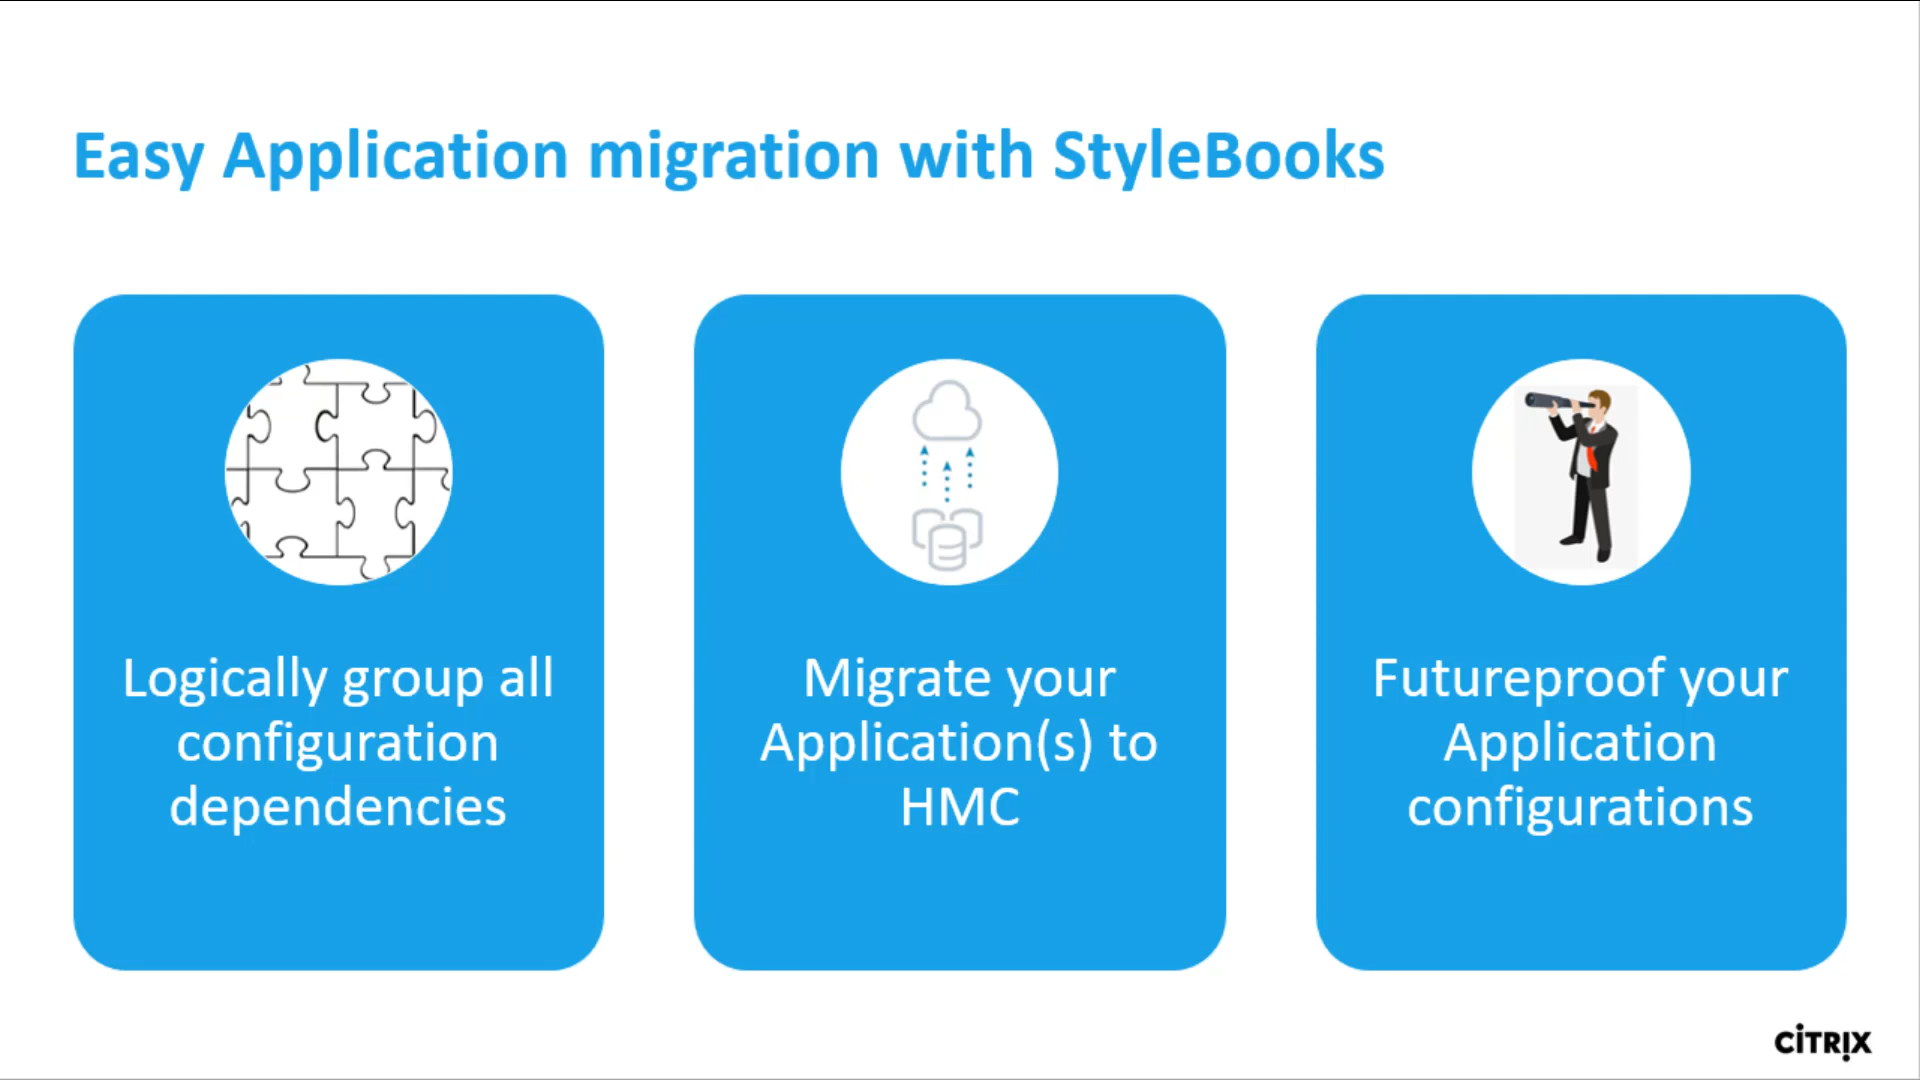 Easy Application migration with StyleBooks
Logically group all
configuration
dependencies
Migrate your
Application(s) to
HMC
Futureproof your
Application
configurations
CITRIX